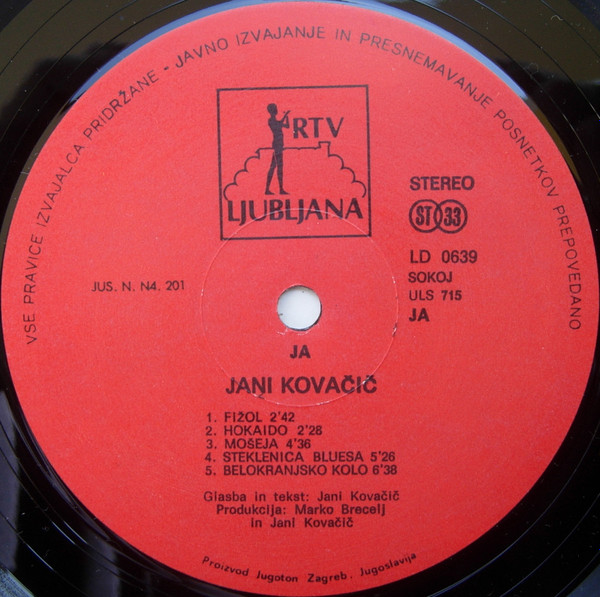 VSE PRAVICE IZVAJALCA PRIDRŽANE - JAVNO IZVAJANJE IN PRESNEMAVANJE POSNETKOV PREPOVEDANO
RTV
LJUBLJANA
STEREO
ST 33
LD 0639
SOKOJ
ULS 715
JA
JUS. N. N4. 201
JA
JANI KOVAČIČ
1. FIŽOL 2'42
2. HOKAIDO 2'28
3. MOŠEJA 4'36
4. STEKLENICA BLUESA 5'26
5. BELOKRANJSKO KOLO 6'38
Glasba in tekst: Jani Kovačič
Produkcija: Marko Brecelj
in Jani Kovačič
Proizvod Jugoton Zagreb, Jugoslavija